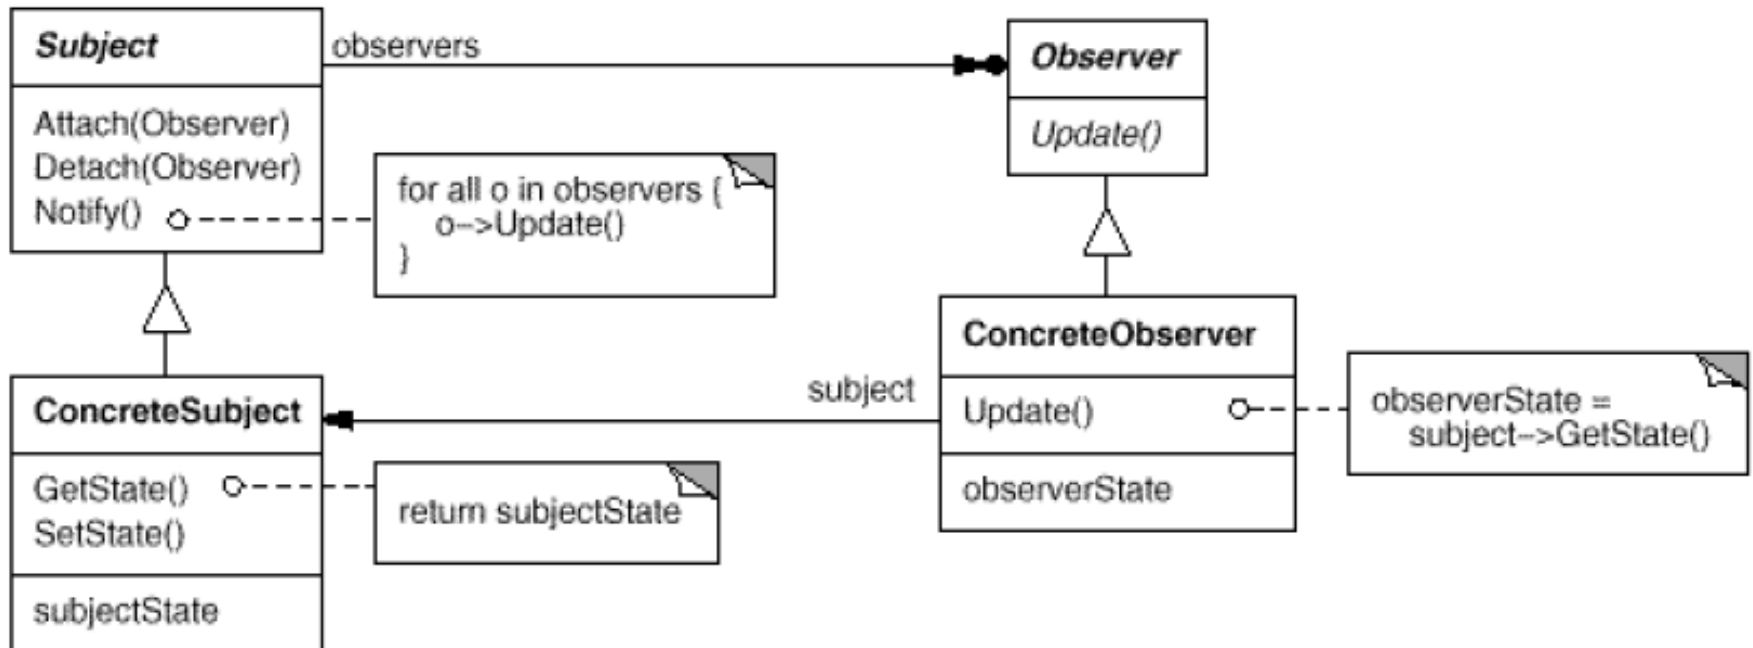 Subject
Attach(Observer)
Detach(Observer)
Notify()
observers
for all o in observers {
o->Update()
}
Observer
Update()
ConcreteSubject
GetState()
SetState()
subjectState
return subjectState
subject
ConcreteObserver
Update()
observerState
observerState =
subject->GetState()